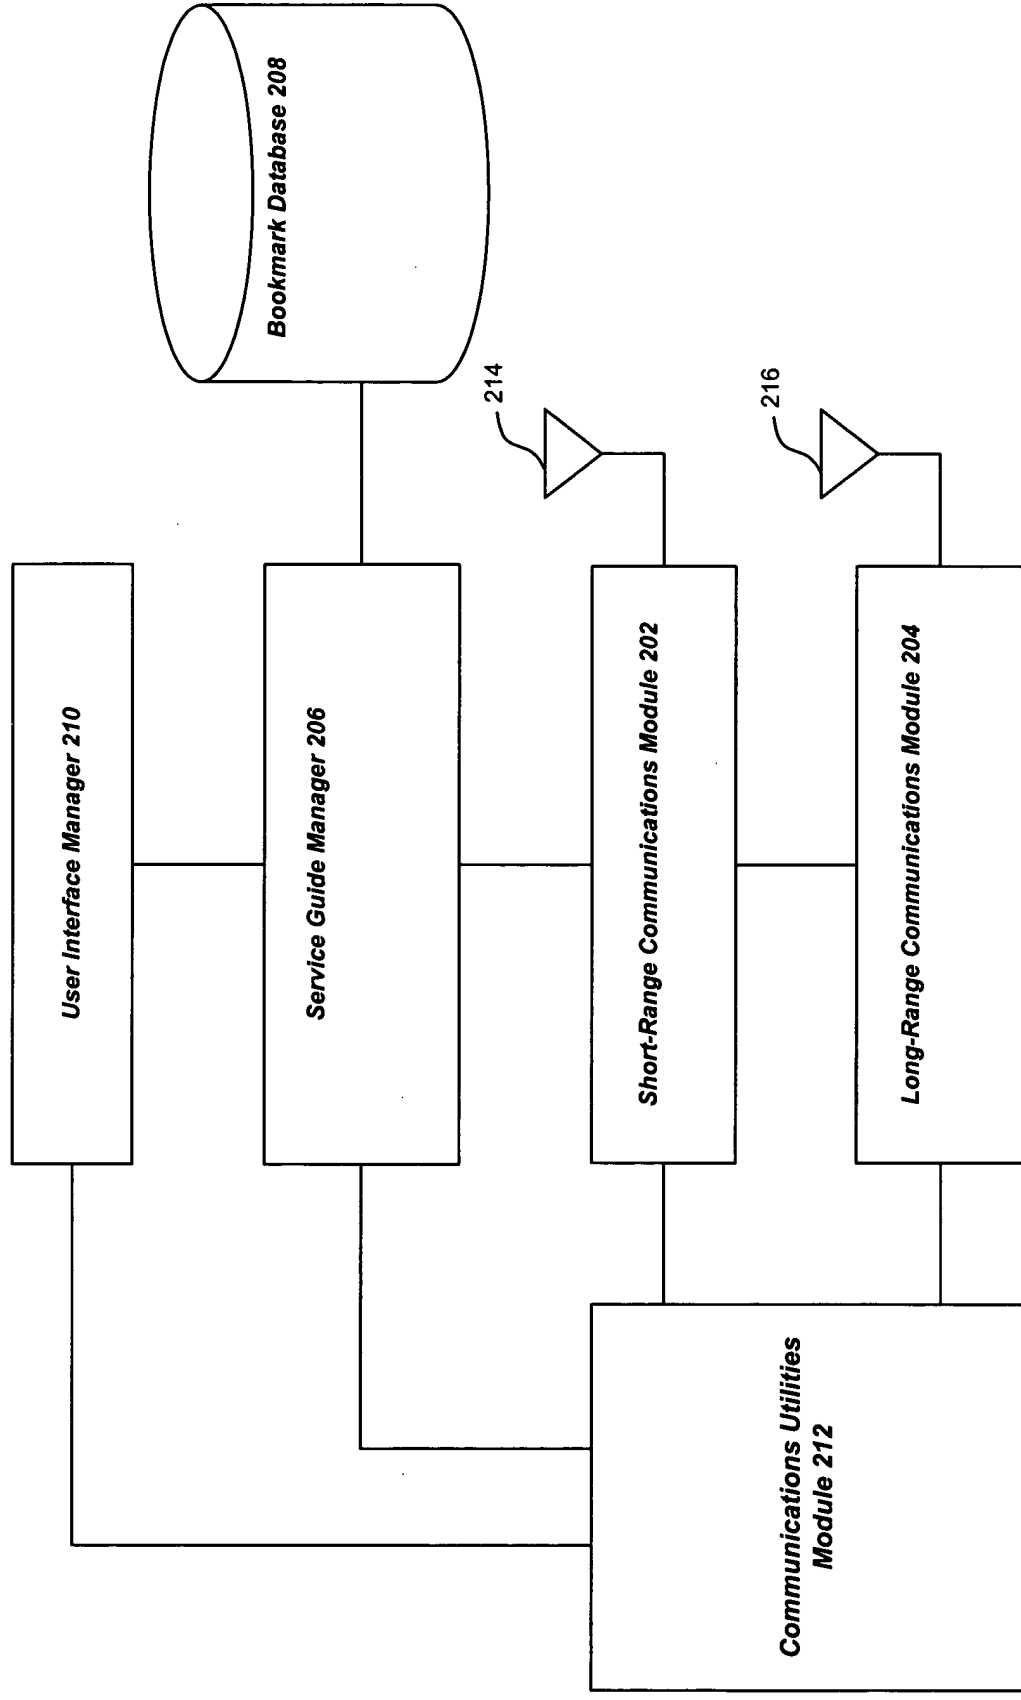 User Interface Manager 210
Service Guide Manager 206
Bookmark Database 208
214
Short-Range Communications Module 202
216
Long-Range Communications Module 204
Communications Utilities
Module 212